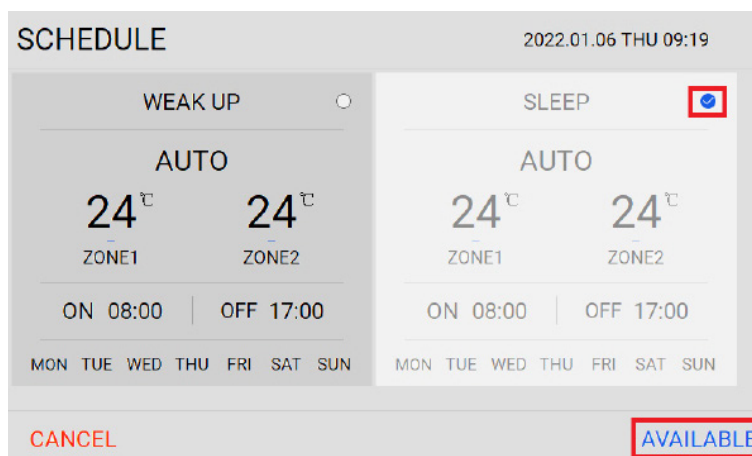 SCHEDULE
2022.01.06 THU 09:19
WEAK UP
AUTO
24℃ 24℃
ZONE1 ZONE2
ON 08:00 OFF 17:00
MON TUE WED THU FRI SAT SUN
SLEEP
AUTO
24℃ 24℃
ZONE1 ZONE2
ON 08:00 OFF 17:00
MON TUE WED THU FRI SAT SUN
CANCEL
AVAILABLE